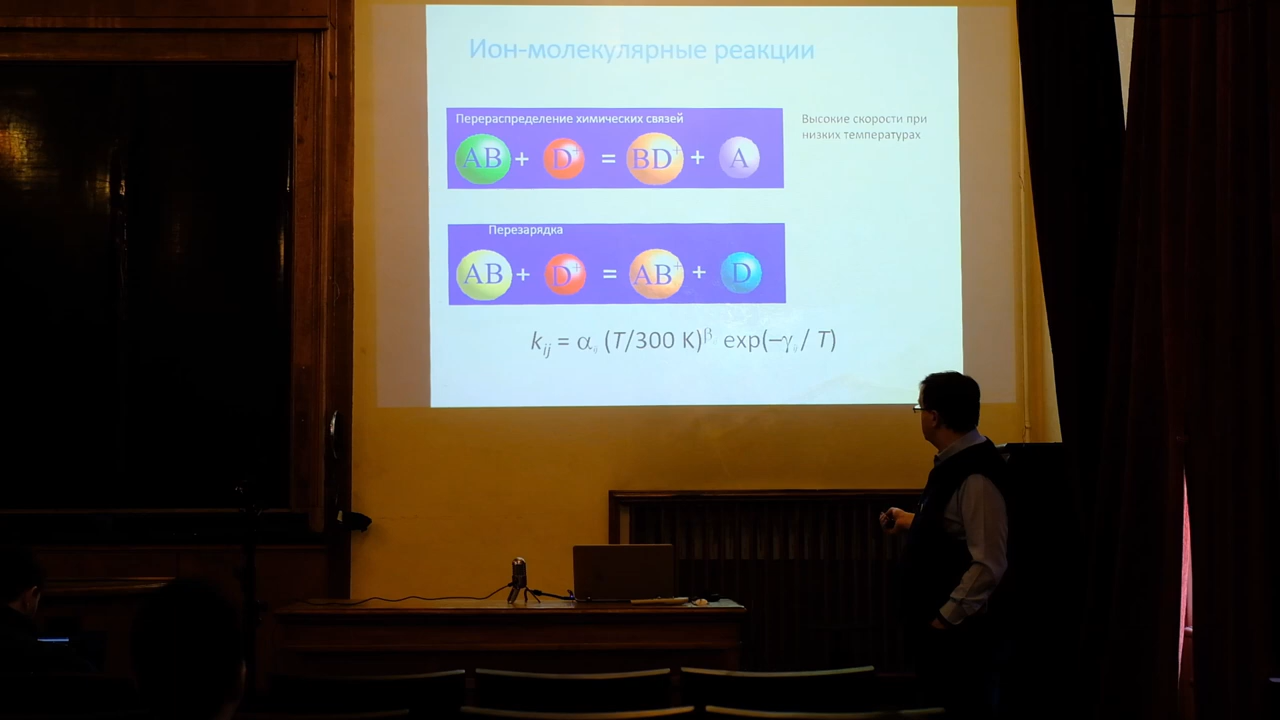 Ион-молекулярные реакции
Перераспределение химических связей
AB + D⁺ = BD⁺ + A
Высокие скорости при
низких температурах
Перезарядка
AB + D⁺ = AB⁺ + D
k_ij = α_ij (T/300 K)^β exp(−γ_ij / T)